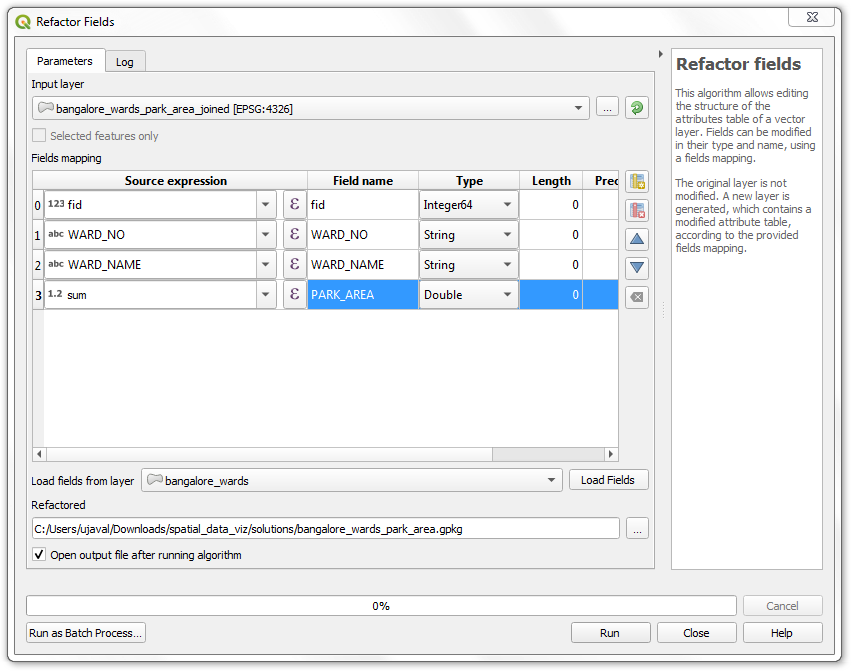 Refactor Fields
Parameters
Log
Input layer
bangalore_wards_park_area_joined [EPSG:4326]
...
Selected features only
Fields mapping
Source expression Field name Type Length Prec
0 123 fid ε fid Integer64 0
1 abc WARD_NO ε WARD_NO String 0
2 abc WARD_NAME ε WARD_NAME String 0
3 1.2 sum ε PARK_AREA Double 0
Load fields from layer bangalore_wards Load Fields
Refactored
C:/Users/ujaval/Downloads/spatial_data_viz/solutions/bangalore_wards_park_area.gpkg
...
Open output file after running algorithm
Refactor fields
This algorithm allows editing
the structure of the
attributes table of a vector
layer. Fields can be modified
in their type and name, using
a fields mapping.
The original layer is not
modified. A new layer is
generated, which contains a
modified attribute table,
according to the provided
fields mapping.
0%
Cancel
Run as Batch Process...
Run
Close
Help